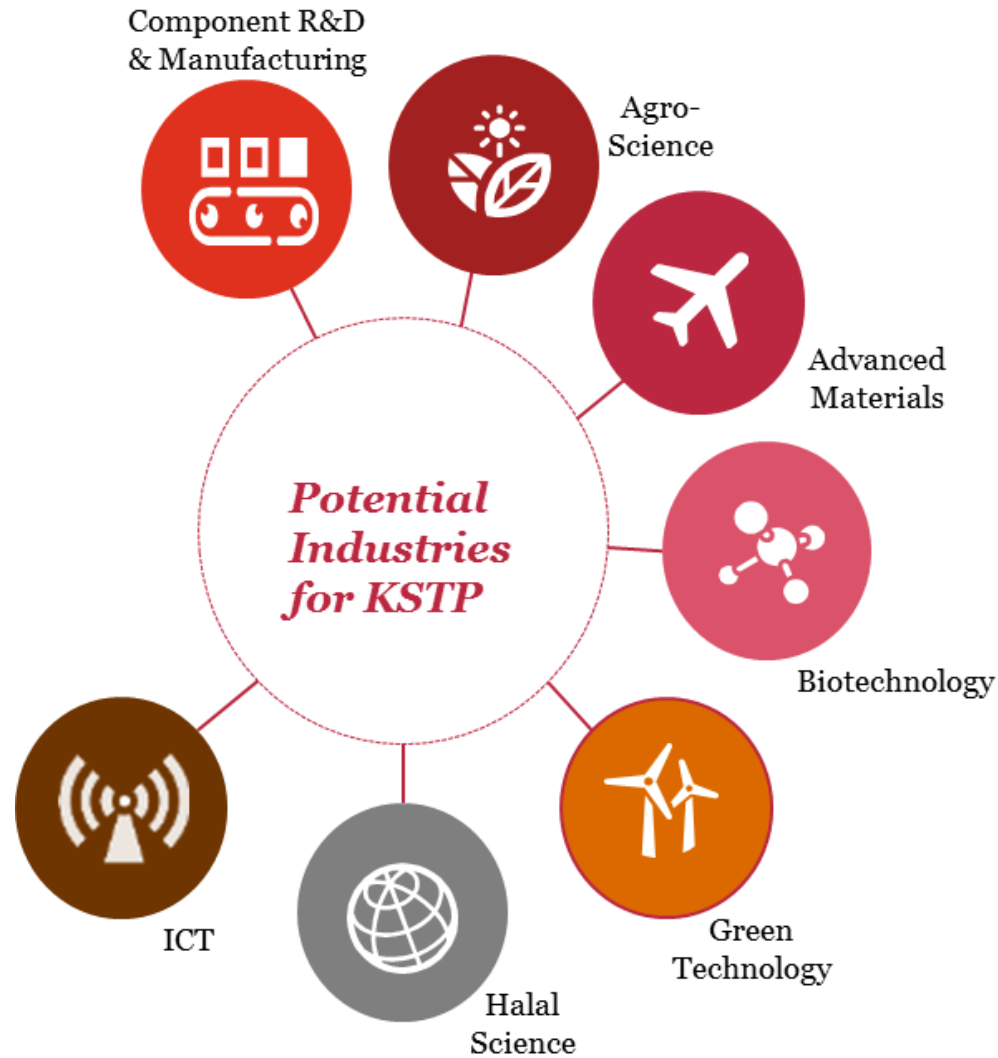 Component R&D
& Manufacturing
Agro-
Science
Advanced
Materials
Potential
Industries
for KSTP
Biotechnology
ICT
Green
Technology
Halal
Science